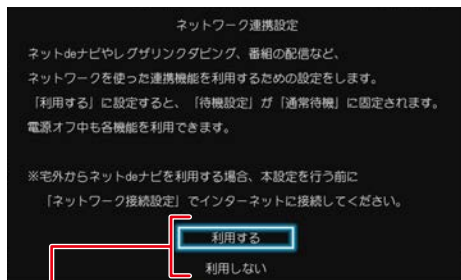 ネットワーク連携設定
ネットdeナビやレグザリンクダビング、番組の配信など、
ネットワークを使った連携機能を利用するための設定をします。
「利用する」に設定すると、「待機設定」が「通常待機」に固定されます。
電源オフ中も各機能を利用できます。
※宅外からネットdeナビを利用する場合、本設定を行う前に
「ネットワーク接続設定」でインターネットに接続してください。
利用する
利用しない